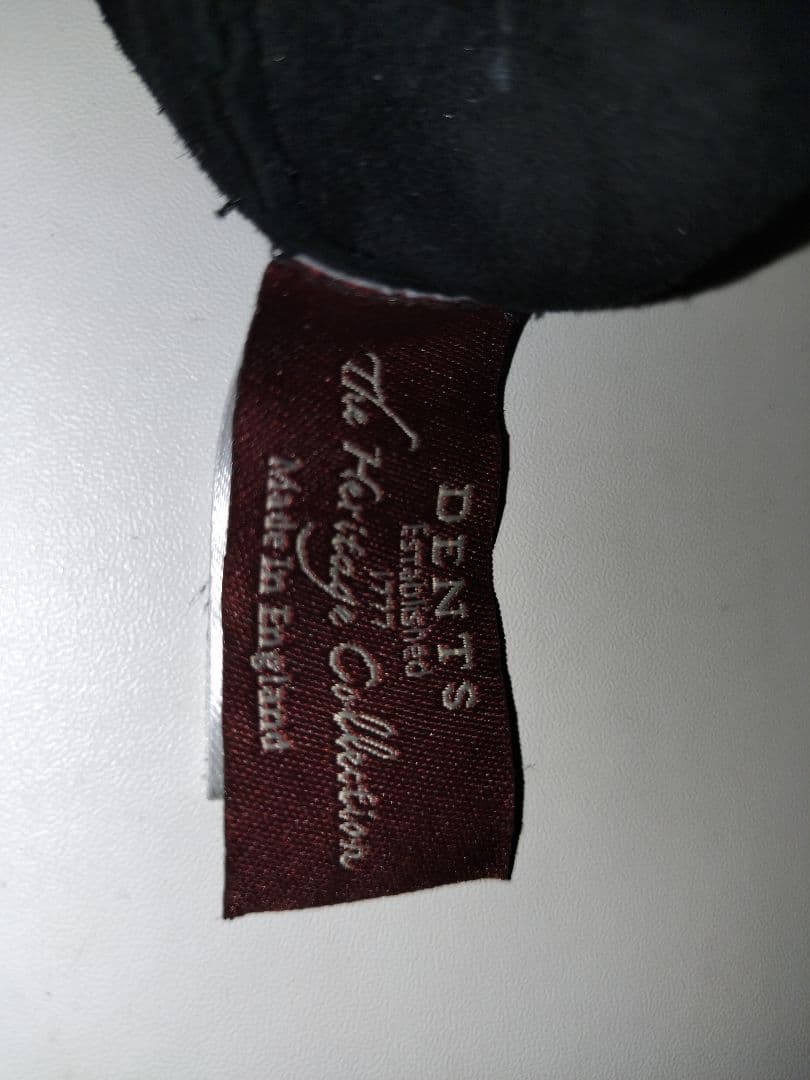 DENTS
Established
1777
The Heritage Collection
Made In England